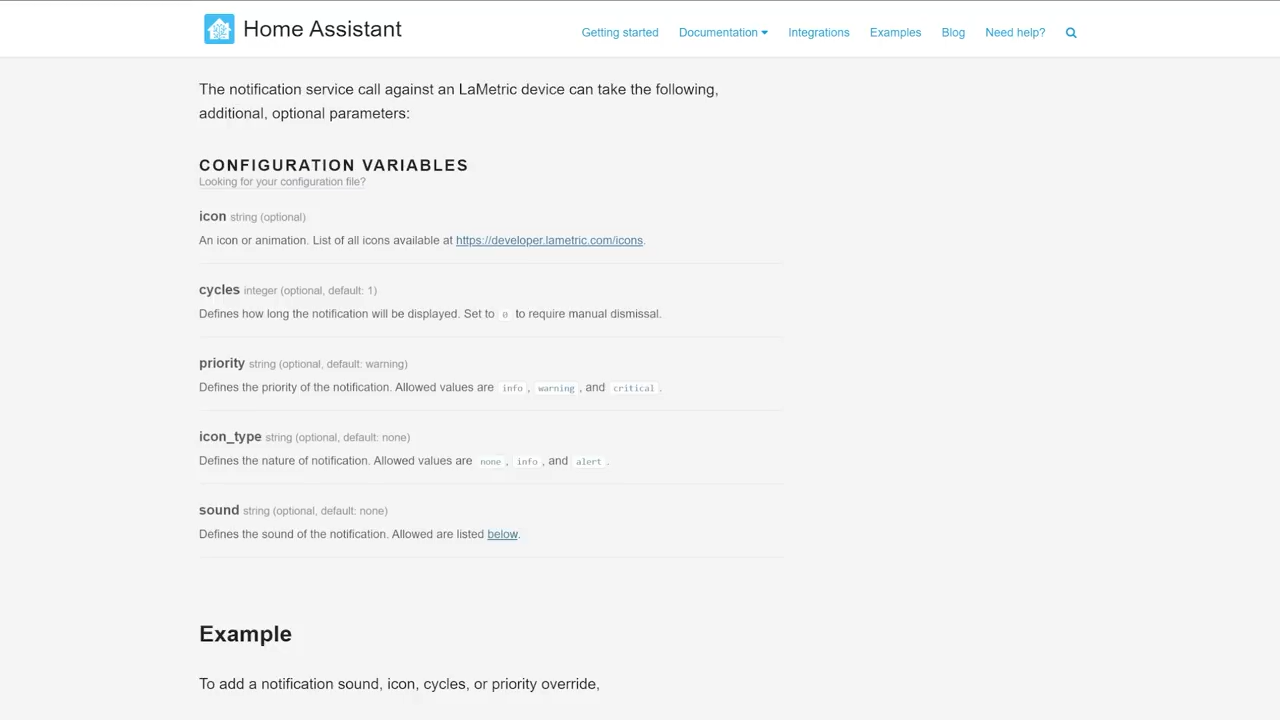 Home Assistant
Getting started
Documentation
Integrations
Examples
Blog
Need help?
The notification service call against an LaMetric device can take the following,
additional, optional parameters:
CONFIGURATION VARIABLES
Looking for your configuration file?
icon string (optional)
An icon or animation. List of all icons available at https://developer.lametric.com/icons.
cycles integer (optional, default: 1)
Defines how long the notification will be displayed. Set to 0 to require manual dismissal.
priority string (optional, default: warning)
Defines the priority of the notification. Allowed values are info, warning, and critical.
icon_type string (optional, default: none)
Defines the nature of notification. Allowed values are none, info, and alert.
sound string (optional, default: none)
Defines the sound of the notification. Allowed are listed below.
Example
To add a notification sound, icon, cycles, or priority override,